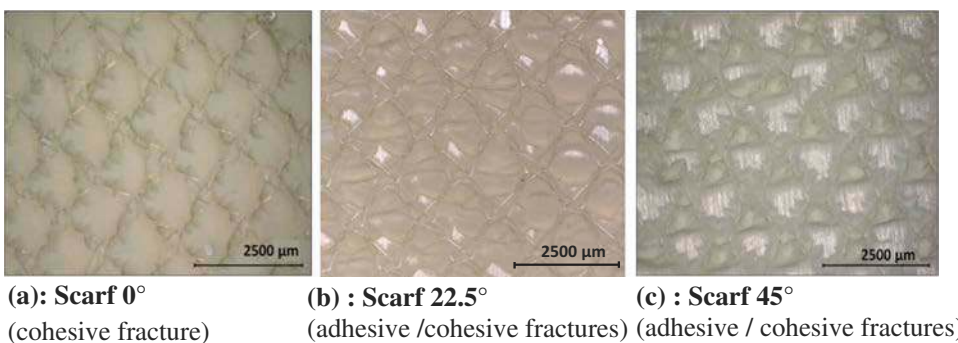 2500 μm
2500 μm
2500 μm
(a): Scarf 0°
(b) : Scarf 22.5°
(c) : Scarf 45°
(cohesive fracture)
(adhesive /cohesive fractures)
(adhesive / cohesive fractures)